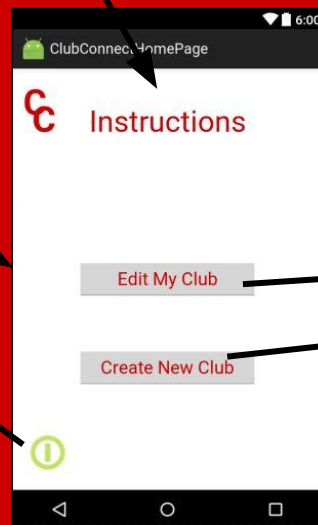 6:00
ClubConnectHomePage
CC
Instructions
Edit My Club
Create New Club